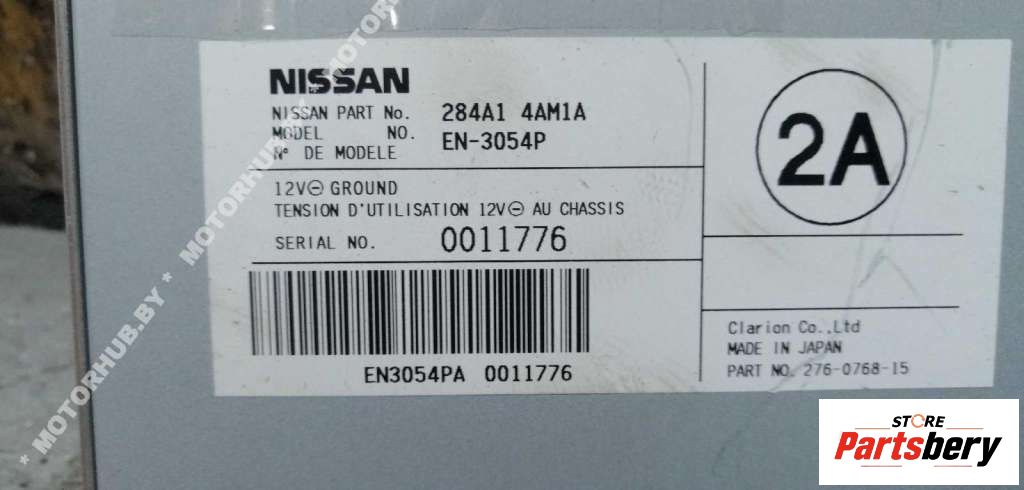 NISSAN
NISSAN PART No. 284A1 4AM1A
MODEL NO. EN-3054P
N° DE MODELE
12V⊖ GROUND
TENSION D'UTILISATION 12V⊖ AU CHASSIS
SERIAL NO. 0011776
EN3054PA 0011776
2A
Clarion Co.,Ltd
MADE IN JAPAN
PART NO. 276-0768-15
* MOTORHUB.BY * MOTORHUB.BY * MOTORHUB
STORE
Partsbery